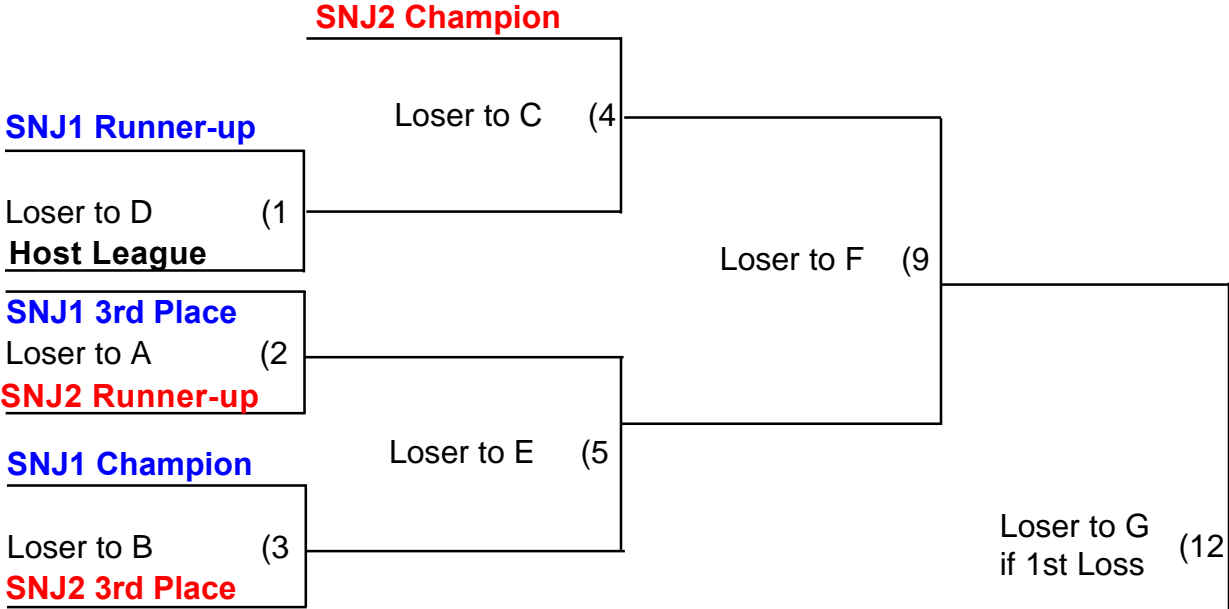 SNJ2 Champion
Loser to C (4
SNJ1 Runner-up
Loser to D (1
Host League
Loser to F (9
SNJ1 3rd Place
Loser to A (2
SNJ2 Runner-up
Loser to E (5
SNJ1 Champion
Loser to G
if 1st Loss (12
Loser to B (3
SNJ2 3rd Place